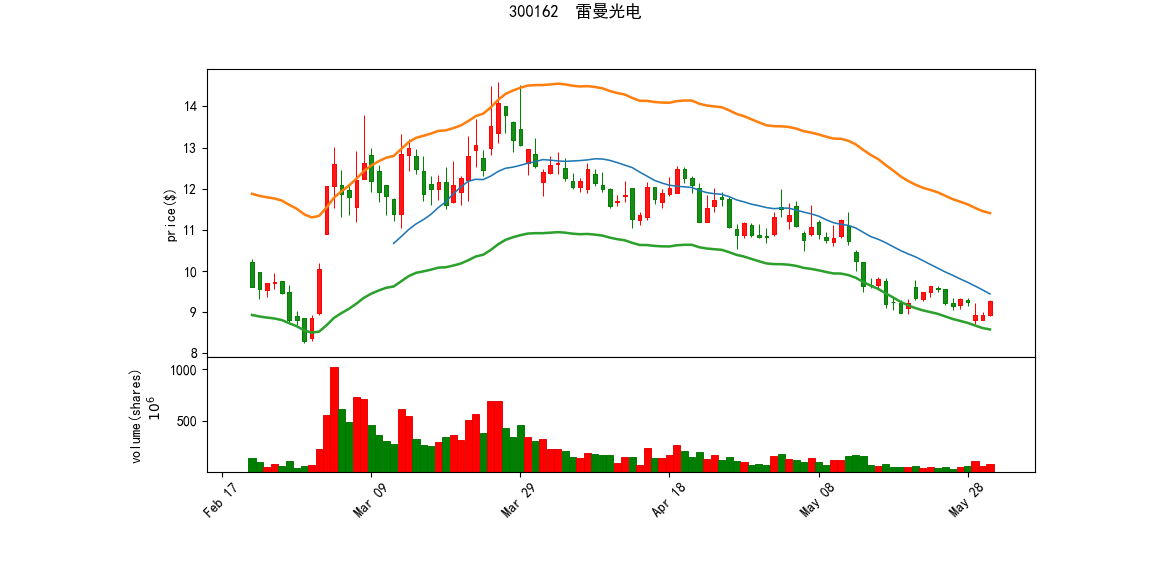 300162 雷曼光电
price($)
14
13
12
11
10
9
8
volume(shares)
10^6
1000
500
Feb 17
Mar 09
Mar 29
Apr 18
May 08
May 28